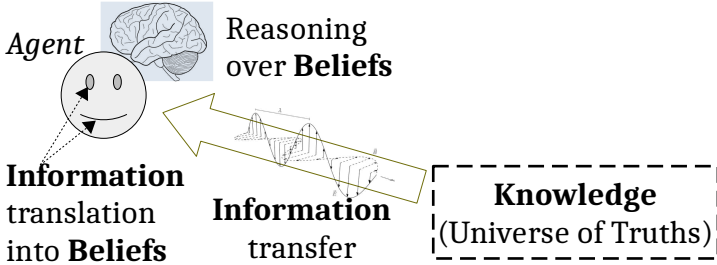 Agent
Reasoning
over Beliefs
Information
translation
into Beliefs
Information
transfer
Knowledge
(Universe of Truths)